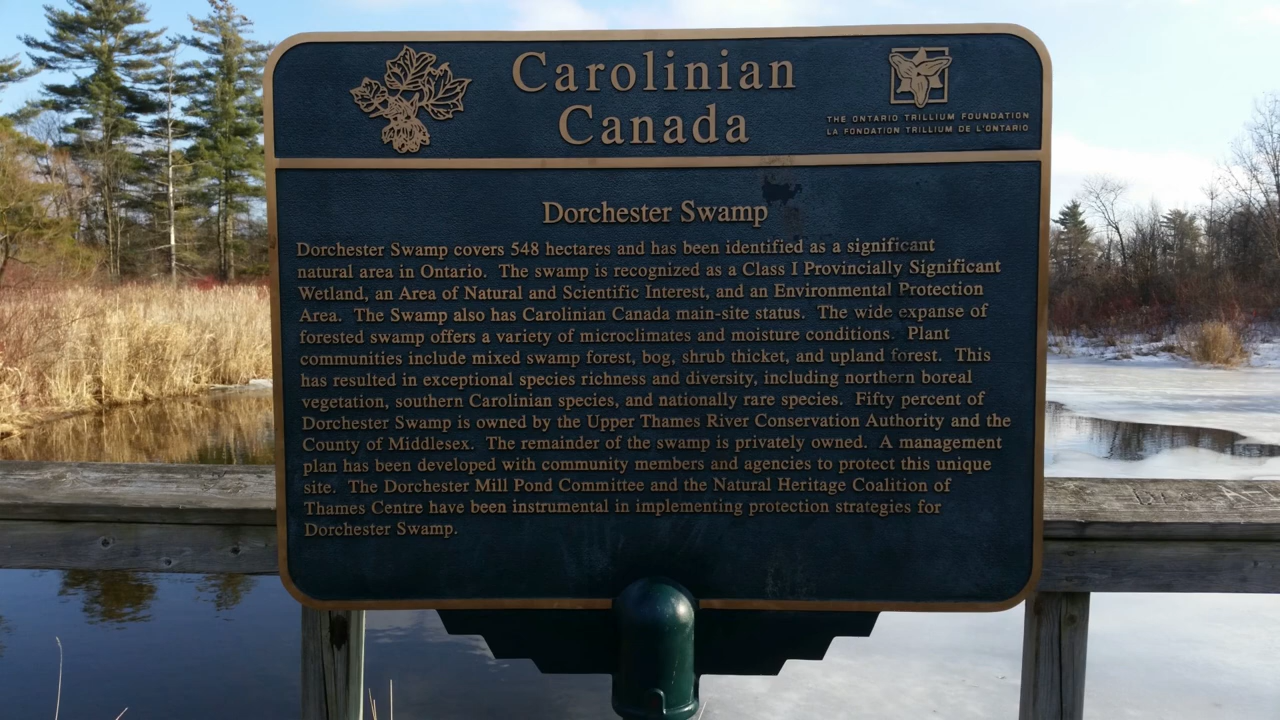 Carolinian
Canada
THE ONTARIO TRILLIUM FOUNDATION
LA FONDATION TRILLIUM DE L'ONTARIO
Dorchester Swamp
Dorchester Swamp covers 548 hectares and has been identified as a significant
natural area in Ontario. The swamp is recognized as a Class I Provincially Significant
Wetland, an Area of Natural and Scientific Interest, and an Environmental Protection
Area. The Swamp also has Carolinian Canada main-site status. The wide expanse of
forested swamp offers a variety of microclimates and moisture conditions. Plant
communities include mixed swamp forest, bog, shrub thicket, and upland forest. This
has resulted in exceptional species richness and diversity, including northern boreal
vegetation, southern Carolinian species, and nationally rare species. Fifty percent of
Dorchester Swamp is owned by the Upper Thames River Conservation Authority and the
County of Middlesex. The remainder of the swamp is privately owned. A management
plan has been developed with community members and agencies to protect this unique
site. The Dorchester Mill Pond Committee and the Natural Heritage Coalition of
Thames Centre have been instrumental in implementing protection strategies for
Dorchester Swamp.